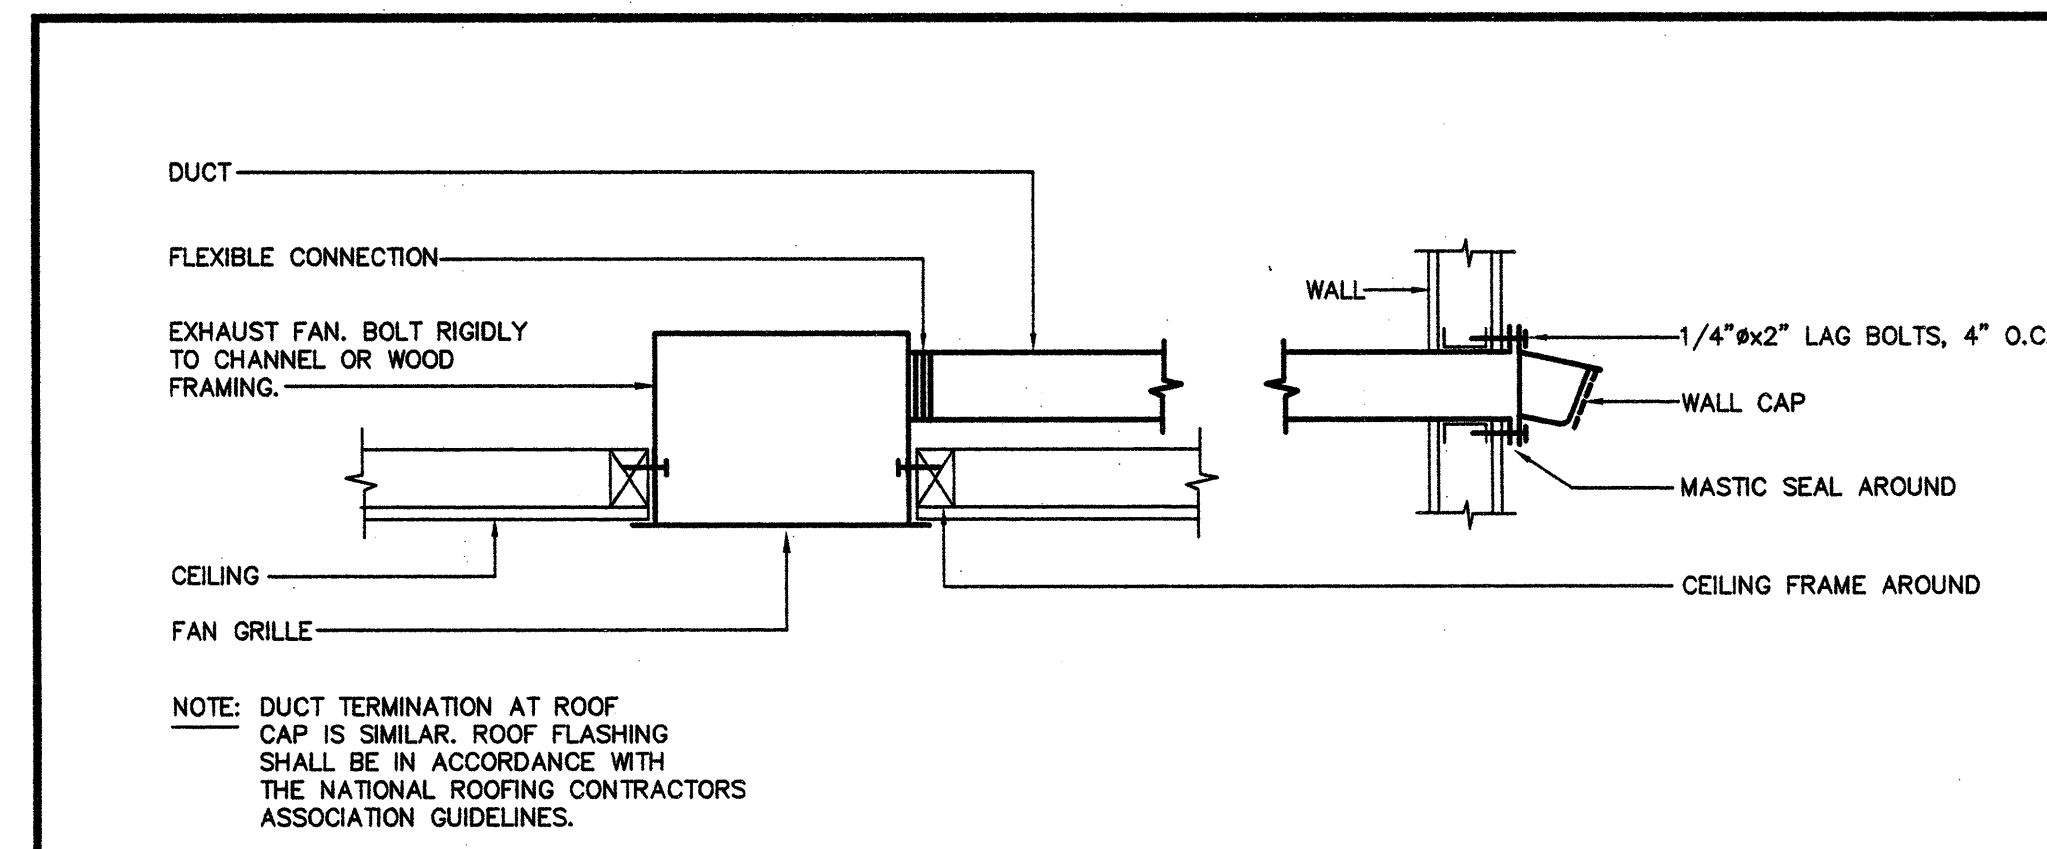 DUCT
FLEXIBLE CONNECTION
EXHAUST FAN. BOLT RIGIDLY
TO CHANNEL OR WOOD
FRAMING.
WALL
1/4"øx2" LAG BOLTS, 4" O.C.
WALL CAP
MASTIC SEAL AROUND
CEILING
CEILING FRAME AROUND
FAN GRILLE
NOTE: DUCT TERMINATION AT ROOF
CAP IS SIMILAR. ROOF FLASHING
SHALL BE IN ACCORDANCE WITH
THE NATIONAL ROOFING CONTRACTORS
ASSOCIATION GUIDELINES.